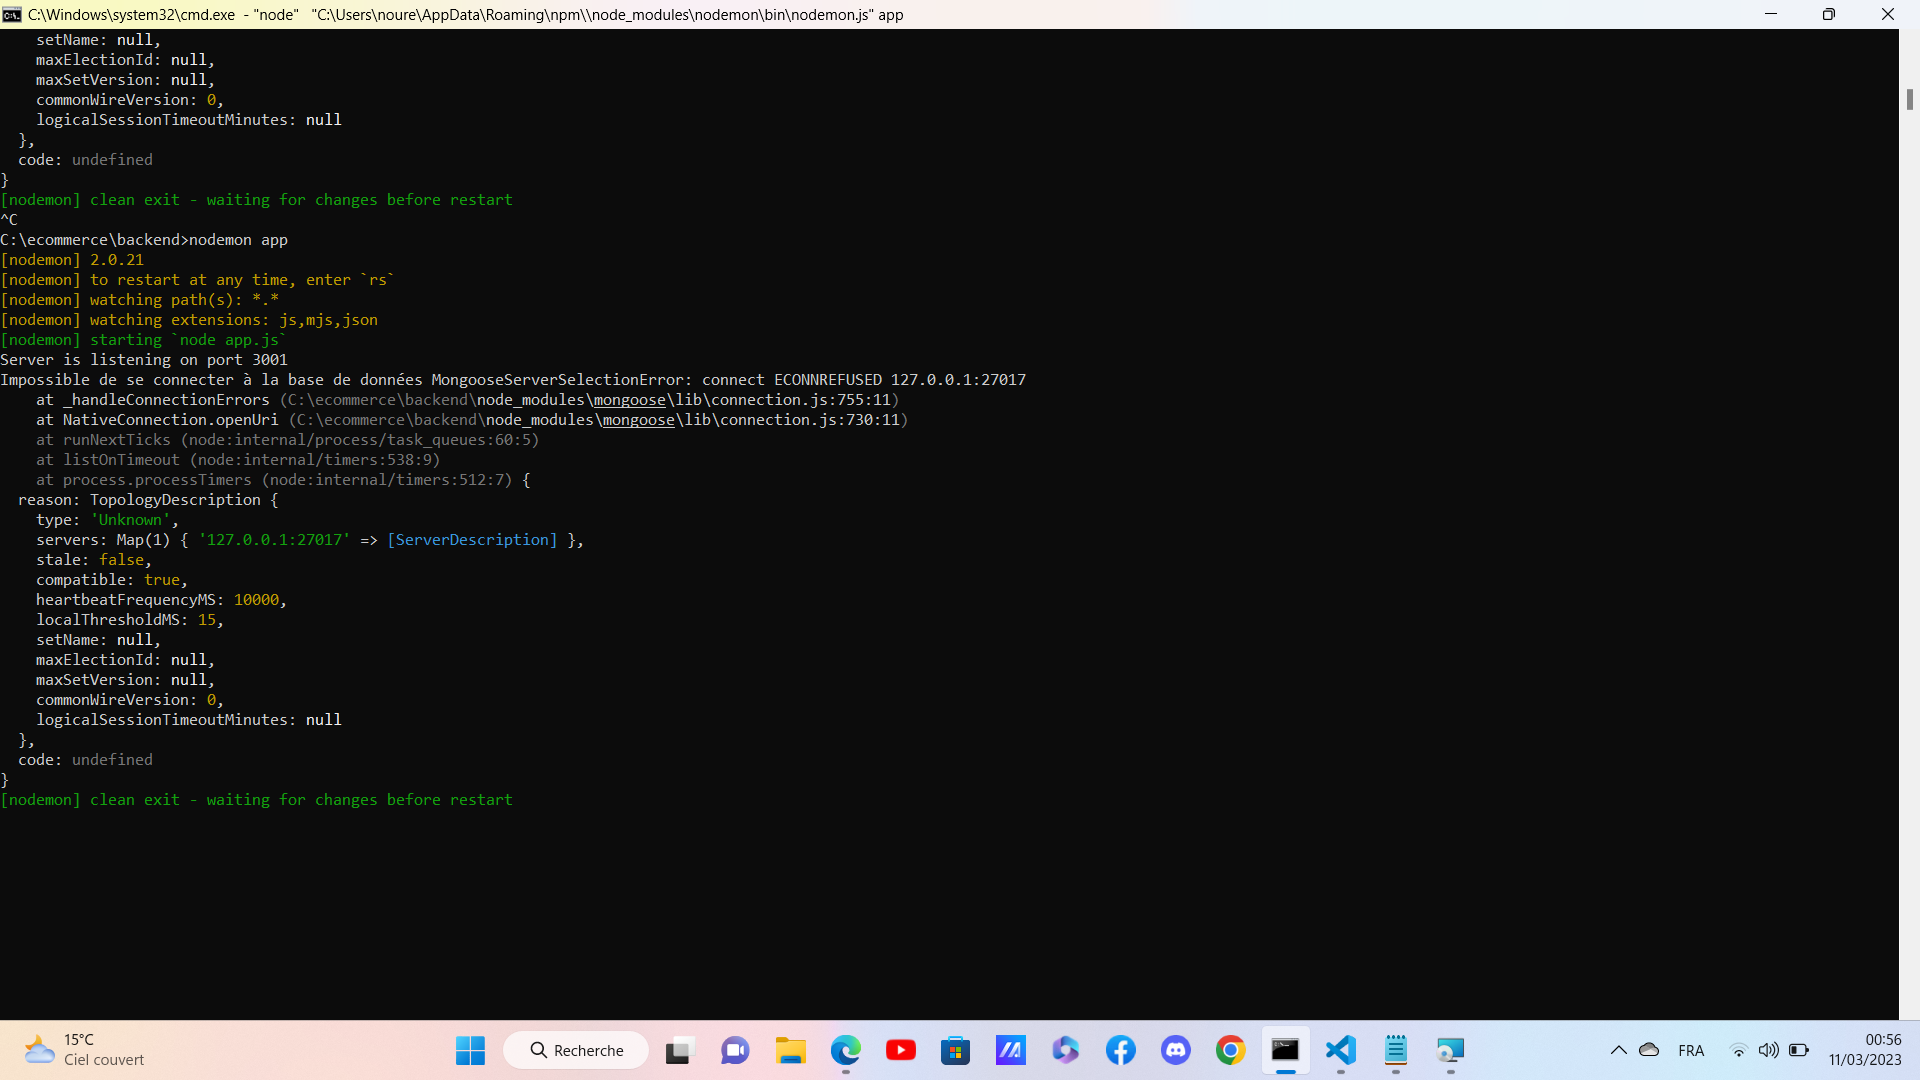 C:\Windows\system32\cmd.exe - "node" "C:\Users\noure\AppData\Roaming\npm\\node_modules\nodemon\bin\nodemon.js" app
setName: null,
maxElectionId: null,
maxSetVersion: null,
commonWireVersion: 0,
logicalSessionTimeoutMinutes: null
},
code: undefined
}
[nodemon] clean exit - waiting for changes before restart
^C
C:\ecommerce\backend>nodemon app
[nodemon] 2.0.21
[nodemon] to restart at any time, enter `rs`
[nodemon] watching path(s): *.*
[nodemon] watching extensions: js,mjs,json
[nodemon] starting `node app.js`
Server is listening on port 3001
Impossible de se connecter à la base de données MongooseServerSelectionError: connect ECONNREFUSED 127.0.0.1:27017
at _handleConnectionErrors (C:\ecommerce\backend\node_modules\mongoose\lib\connection.js:755:11)
at NativeConnection.openUri (C:\ecommerce\backend\node_modules\mongoose\lib\connection.js:730:11)
at runNextTicks (node:internal/process/task_queues:60:5)
at listOnTimeout (node:internal/timers:538:9)
at process.processTimers (node:internal/timers:512:7) {
reason: TopologyDescription {
type: 'Unknown',
servers: Map(1) { '127.0.0.1:27017' => [ServerDescription] },
stale: false,
compatible: true,
heartbeatFrequencyMS: 10000,
localThresholdMS: 15,
setName: null,
maxElectionId: null,
maxSetVersion: null,
commonWireVersion: 0,
logicalSessionTimeoutMinutes: null
},
code: undefined
}
[nodemon] clean exit - waiting for changes before restart
15°C
Ciel couvert
Recherche
FRA
00:56
11/03/2023